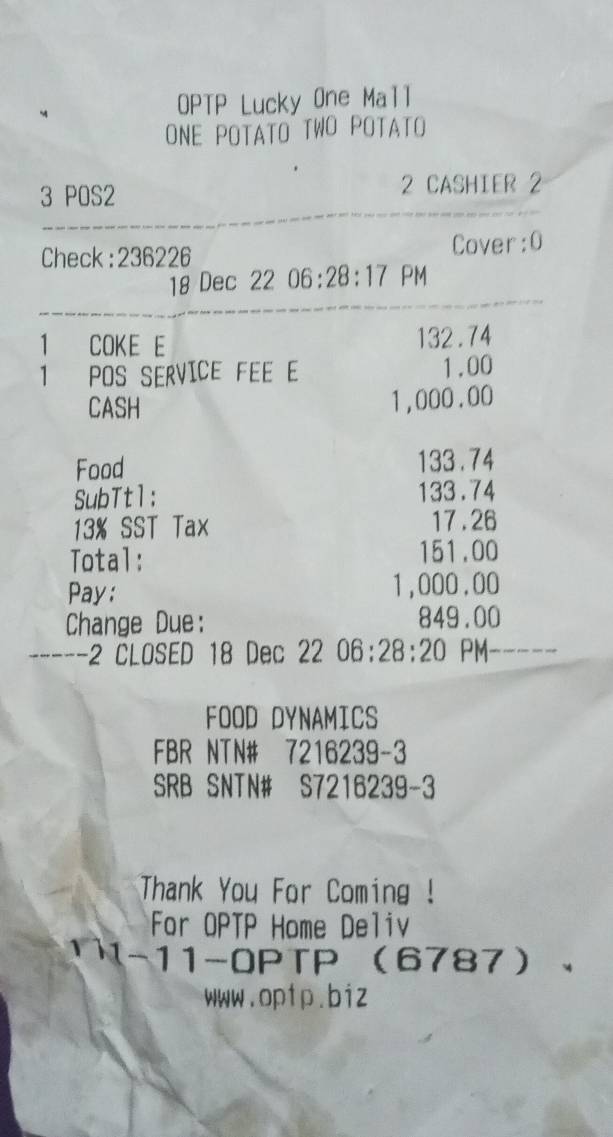 OPTP Lucky One Mall
ONE POTATO TWO POTATO
3 POS2 2 CASHIER 2
Check:236226 Cover:0
18 Dec 22 06:28:17 PM
1 COKE E 132.74
1 POS SERVICE FEE E 1.00
CASH 1,000.00
Food 133.74
SubTtl: 133.74
13% SST Tax 17.26
Total: 151.00
Pay: 1,000.00
Change Due: 849.00
-----2 CLOSED 18 Dec 22 06:28:20 PM-----
FOOD DYNAMICS
FBR NTN# 7216239-3
SRB SNTN# S7216239-3
Thank You For Coming !
For OPTP Home Deliv
111-11-OPTP (6787)
www.optp.biz